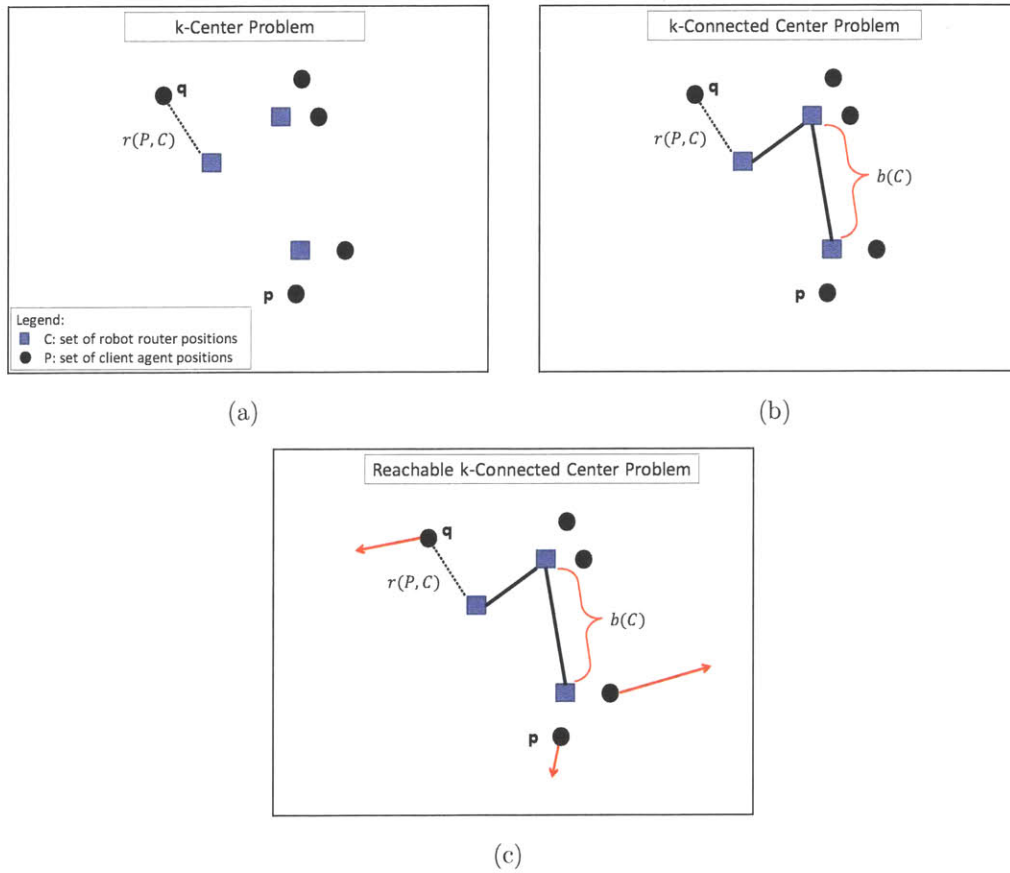 k-Center Problem
q
r(P, C)
p
Legend:
C: set of robot router positions
P: set of client agent positions
(a)
k-Connected Center Problem
q
r(P, C)
b(C)
p
(b)
Reachable k-Connected Center Problem
q
r(P, C)
b(C)
p
(c)